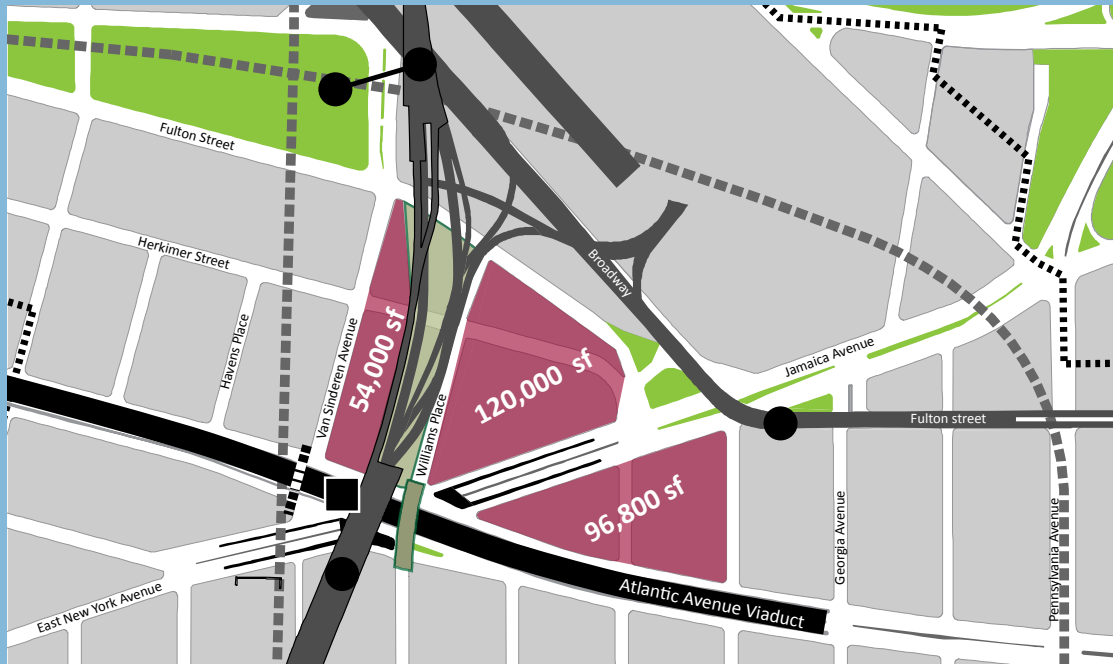 Fulton Street
Herkimer Street
Havens Place
Van Sinderen Avenue
54,000 sf
Williams Place
120,000 sf
Broadway
Jamaica Avenue
Fulton street
96,800 sf
Georgia Avenue
Pennsylvania Avenue
Atlantic Avenue Viaduct
East New York Avenue